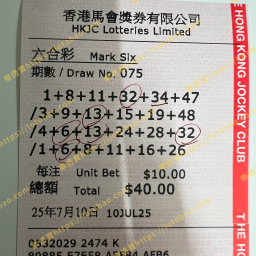 香港馬會獎券有限公司
HKJC Lotteries Limited
六合彩 Mark Six
期數 / Draw No. 075
1+8+11+32+34+47
/3+9+13+15+19+48
/4+6+13+24+28+32
/1+6+8+11+16+26
每注 Unit Bet $10.00
總額 Total $40.00
25年7月10日 10JUL25
0632029 2474 K
THE HONG KONG JOCKEY CLUB
THE HO